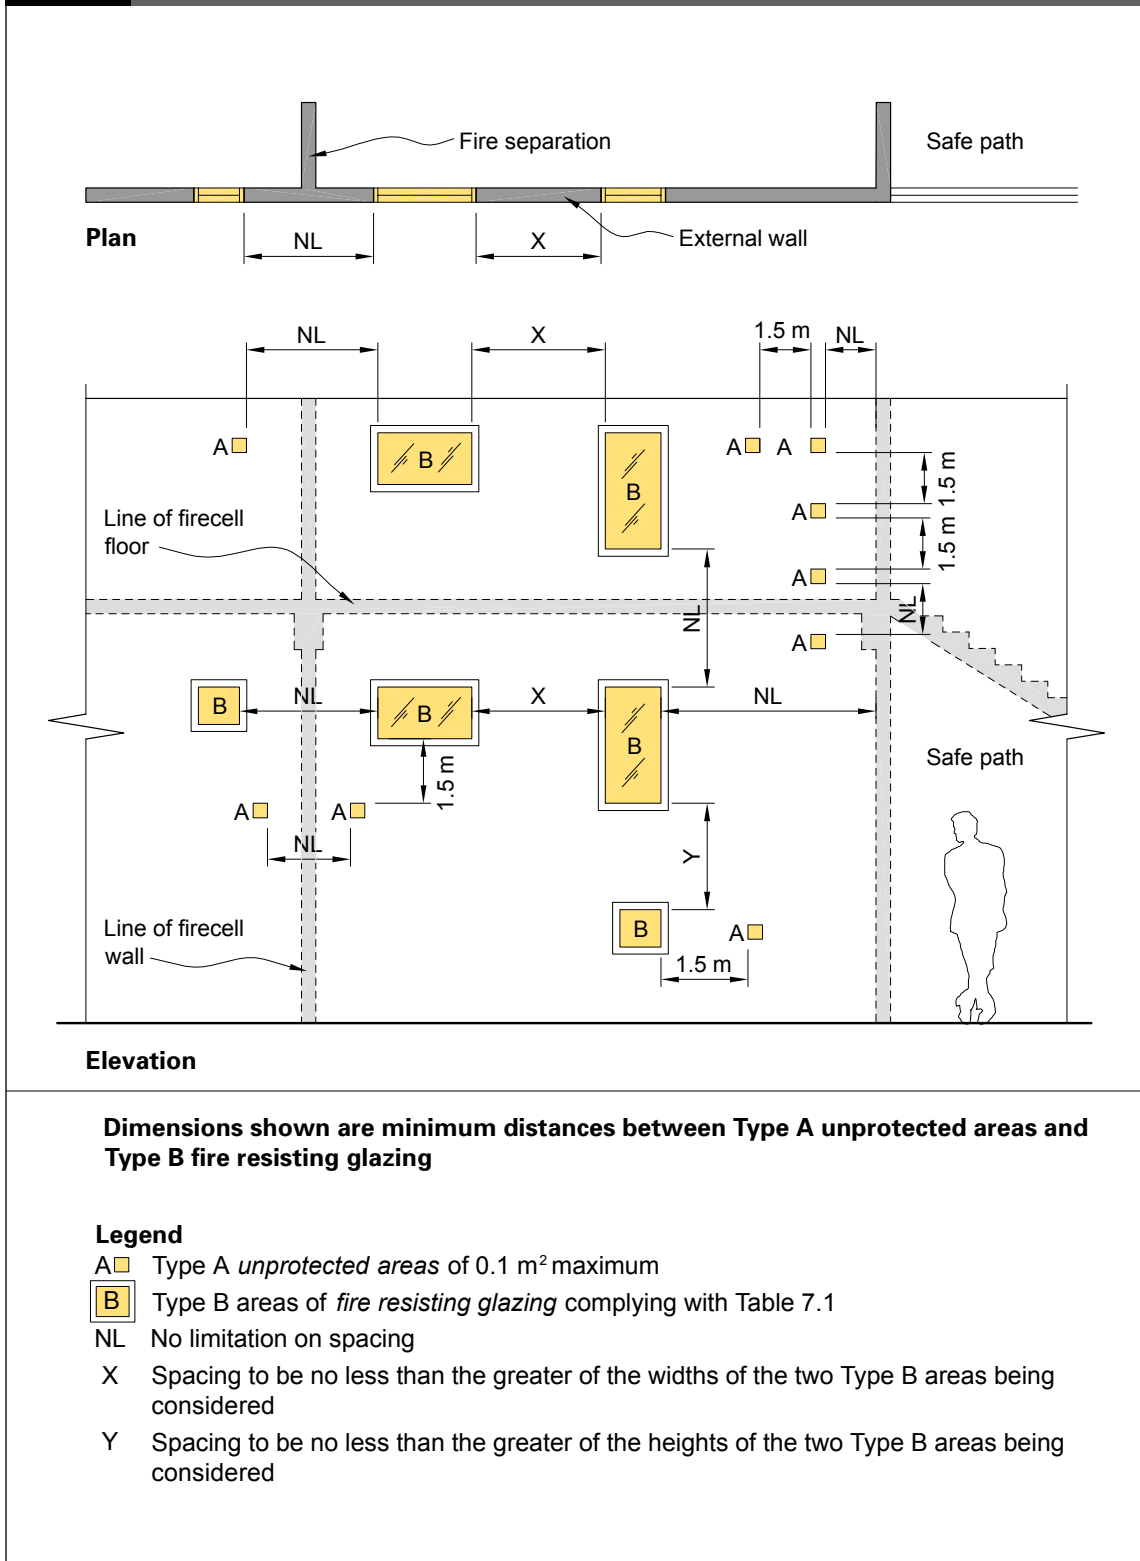 Fire separation
Safe path
Plan
NL
X
External wall
NL
X
1.5 m
NL
A
B
B
A
A
1.5 m
A
1.5 m
Line of firecell
floor
A
NL
NL
A
B
NL
B
X
B
NL
1.5 m
Safe path
A
A
NL
Y
Line of firecell
wall
B
A
1.5 m
Elevation
Dimensions shown are minimum distances between Type A unprotected areas and
Type B fire resisting glazing
Legend
A Type A unprotected areas of 0.1 m² maximum
B Type B areas of fire resisting glazing complying with Table 7.1
NL No limitation on spacing
X Spacing to be no less than the greater of the widths of the two Type B areas being
considered
Y Spacing to be no less than the greater of the heights of the two Type B areas being
considered